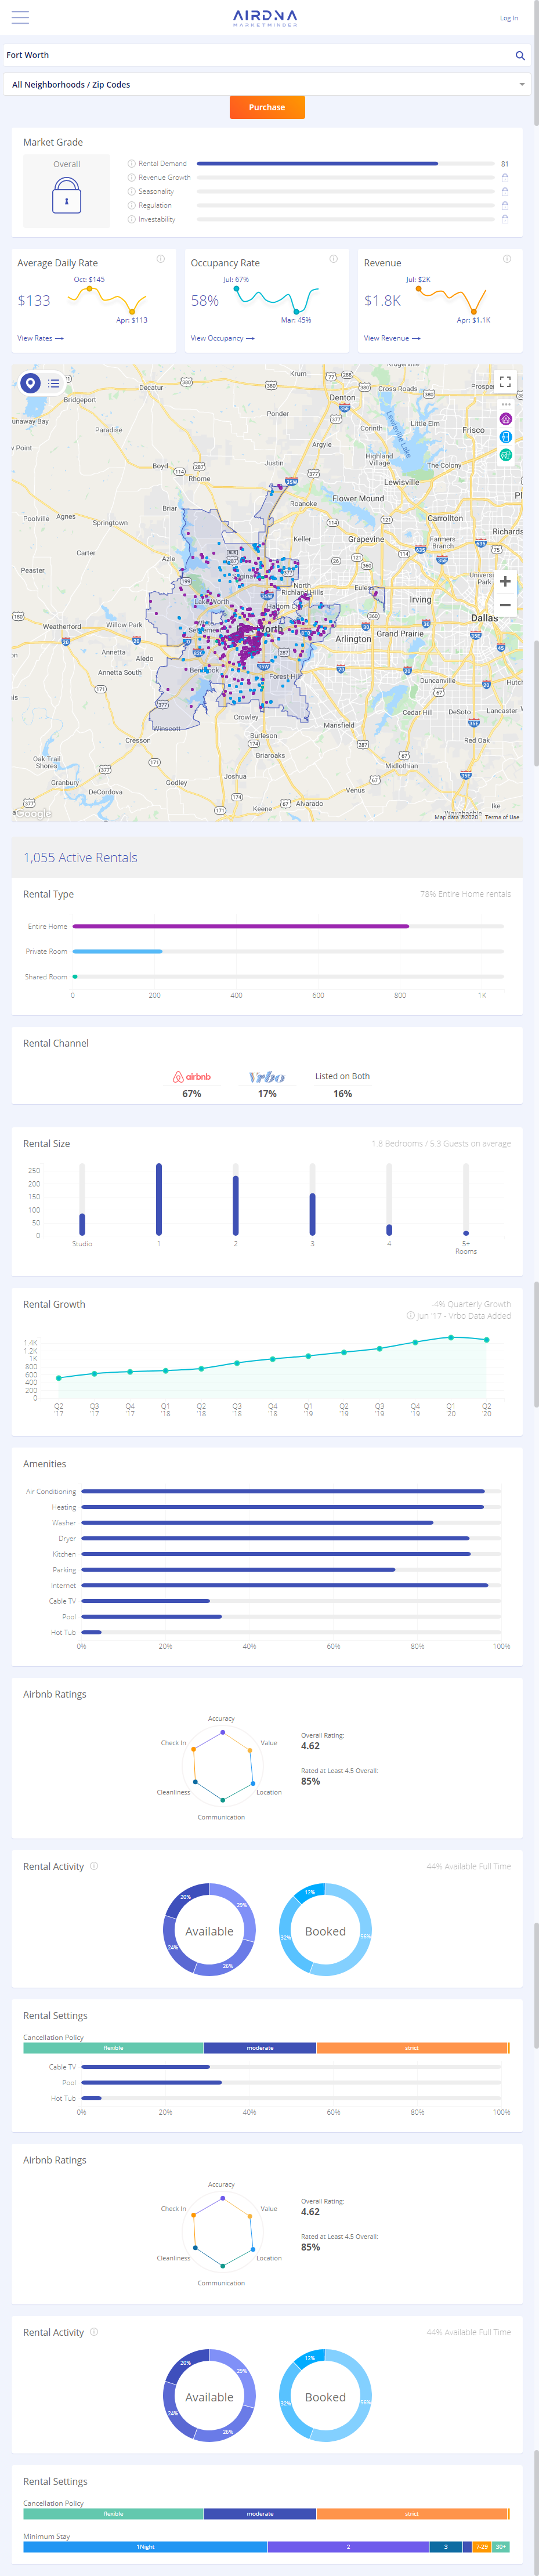 AIRDNA
MARKETMINDER
Log In
Fort Worth
All Neighborhoods / Zip Codes
Purchase
Market Grade
Overall
Rental Demand 81
Revenue Growth
Seasonality
Regulation
Investability
Average Daily Rate
Oct: $145
$133
Apr: $113
View Rates
Occupancy Rate
Jul: 67%
58%
Mar: 45%
View Occupancy
Revenue
Jul: $2K
$1.8K
Apr: $1.1K
View Revenue
Krum
Denton
Cross Roads
Decatur
Bridgeport
Ponder
Little Elm
Frisco
Paradise
Corinth
Argyle
Highland Village
The Colony
Boyd
Justin
Rhome
Lewisville
Lewisville Lake
Flower Mound
Briar
Roanoke
Carrollton
Poolville
Agnes
Springtown
Keller
Grapevine
Farmers Branch
Carter
Azle
Peaster
North Richland Hills
Euless
Irving
Weatherford
Willow Park
Dallas
Arlington
Grand Prairie
Annetta
Aledo
Annetta South
Forest Hill
Duncanville
Crowley
Cedar Hill
DeSoto
Lancaster
Winscott
Mansfield
Cresson
Burleson
Red Oak
Oak Trail Shores
Briaroaks
Midlothian
Granbury
Godley
Joshua
DeCordova
Venus
Keene
Alvarado
Ike
Google
Map data ©2020 Terms of Use
1,055 Active Rentals
Rental Type
78% Entire Home rentals
Entire Home
Private Room
Shared Room
0 200 400 600 800 1K
Rental Channel
airbnb Vrbo Listed on Both
67% 17% 16%
Rental Size
1.8 Bedrooms / 5.3 Guests on average
250
200
150
100
50
0
Studio 1 2 3 4 5+
Rooms
Rental Growth
-4% Quarterly Growth
Jun '17 - Vrbo Data Added
1.4K
1.2K
1K
800
600
400
200
0
Q2 Q3 Q4 Q1 Q2 Q3 Q4 Q1 Q2 Q3 Q4 Q1 Q2
'17 '17 '17 '18 '18 '18 '18 '19 '19 '19 '19 '20 '20
Amenities
Air Conditioning
Heating
Washer
Dryer
Kitchen
Parking
Internet
Cable TV
Pool
Hot Tub
0% 20% 40% 60% 80% 100%
Airbnb Ratings
Accuracy
Check In
Value
Cleanliness
Location
Communication
Overall Rating:
4.62
Rated at Least 4.5 Overall:
85%
Rental Activity
44% Available Full Time
20%
29%
Available
24%
26%
12%
Booked
32%
56%
Rental Settings
Cancellation Policy
flexible moderate strict
Cable TV
Pool
Hot Tub
0% 20% 40% 60% 80% 100%
Airbnb Ratings
Accuracy
Check In
Value
Cleanliness
Location
Communication
Overall Rating:
4.62
Rated at Least 4.5 Overall:
85%
Rental Activity
44% Available Full Time
20%
29%
Available
24%
26%
12%
Booked
32%
56%
Rental Settings
Cancellation Policy
flexible moderate strict
Minimum Stay
1Night 2 3 7-29 30+